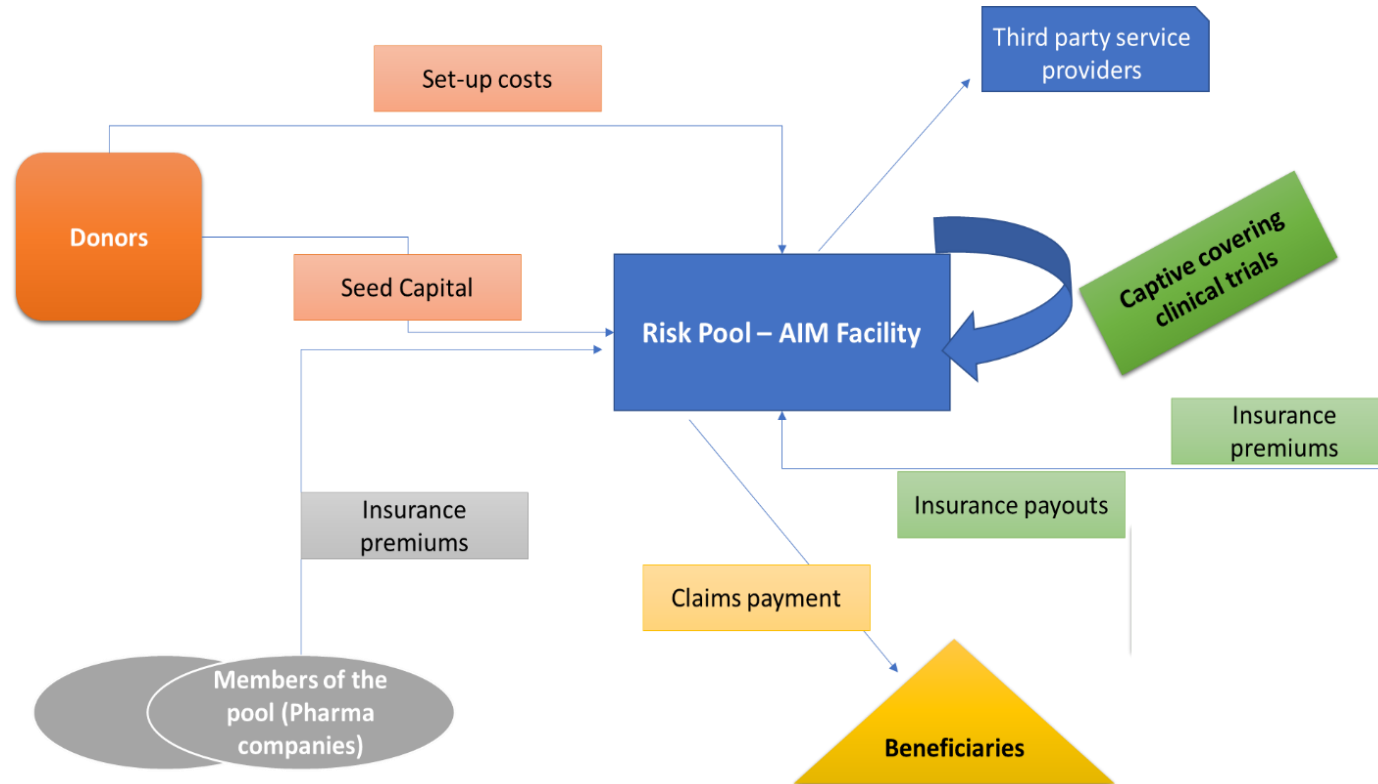 Third party service
providers
Set-up costs
Donors
Seed Capital
Risk Pool – AIM Facility
Captive covering
clinical trials
Insurance
premiums
Insurance payouts
Insurance
premiums
Claims payment
Members of the
pool (Pharma
companies)
Beneficiaries